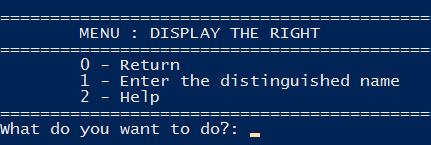 =====================================================
MENU : DISPLAY THE RIGHT
=====================================================
0 - Return
1 - Enter the distinguished name
2 - Help
=====================================================
What do you want to do?: _